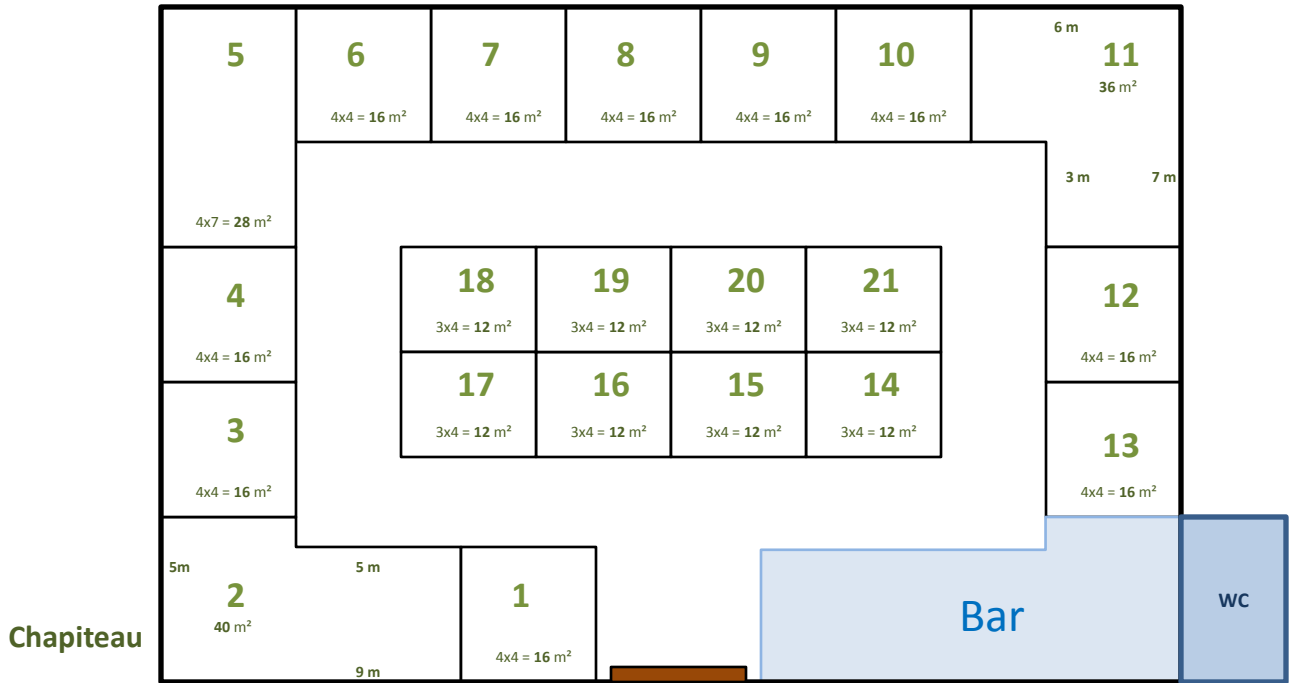 5
4x7 = 28 m²
6
4x4 = 16 m²
7
4x4 = 16 m²
8
4x4 = 16 m²
9
4x4 = 16 m²
10
4x4 = 16 m²
6 m
11
36 m²
3 m
7 m
18
3x4 = 12 m²
19
3x4 = 12 m²
20
3x4 = 12 m²
21
3x4 = 12 m²
4
4x4 = 16 m²
12
4x4 = 16 m²
17
3x4 = 12 m²
16
3x4 = 12 m²
15
3x4 = 12 m²
14
3x4 = 12 m²
3
4x4 = 16 m²
13
4x4 = 16 m²
5m
5 m
2
40 m²
9 m
1
4x4 = 16 m²
Bar
WC
Chapiteau